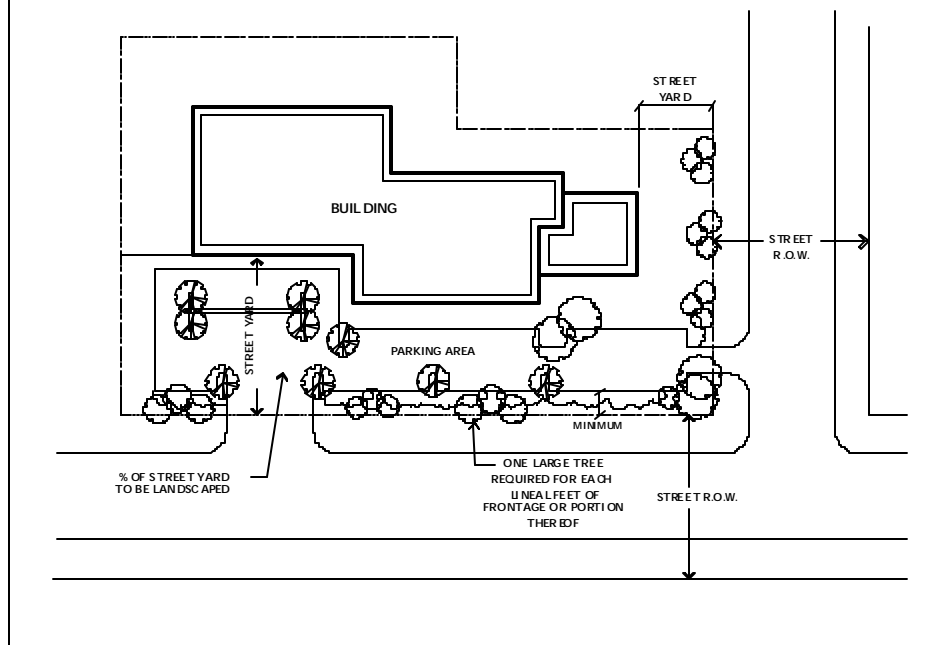 STREET
YARD
BUILDING
STREET
R.O.W.
STREET YARD
PARKING AREA
MINIMUM
% OF STREET YARD
TO BE LANDSCAPED
ONE LARGE TREE
REQUIRED FOR EACH
LINEAL FEET OF
FRONTAGE OR PORTION
THEREOF
STREET R.O.W.